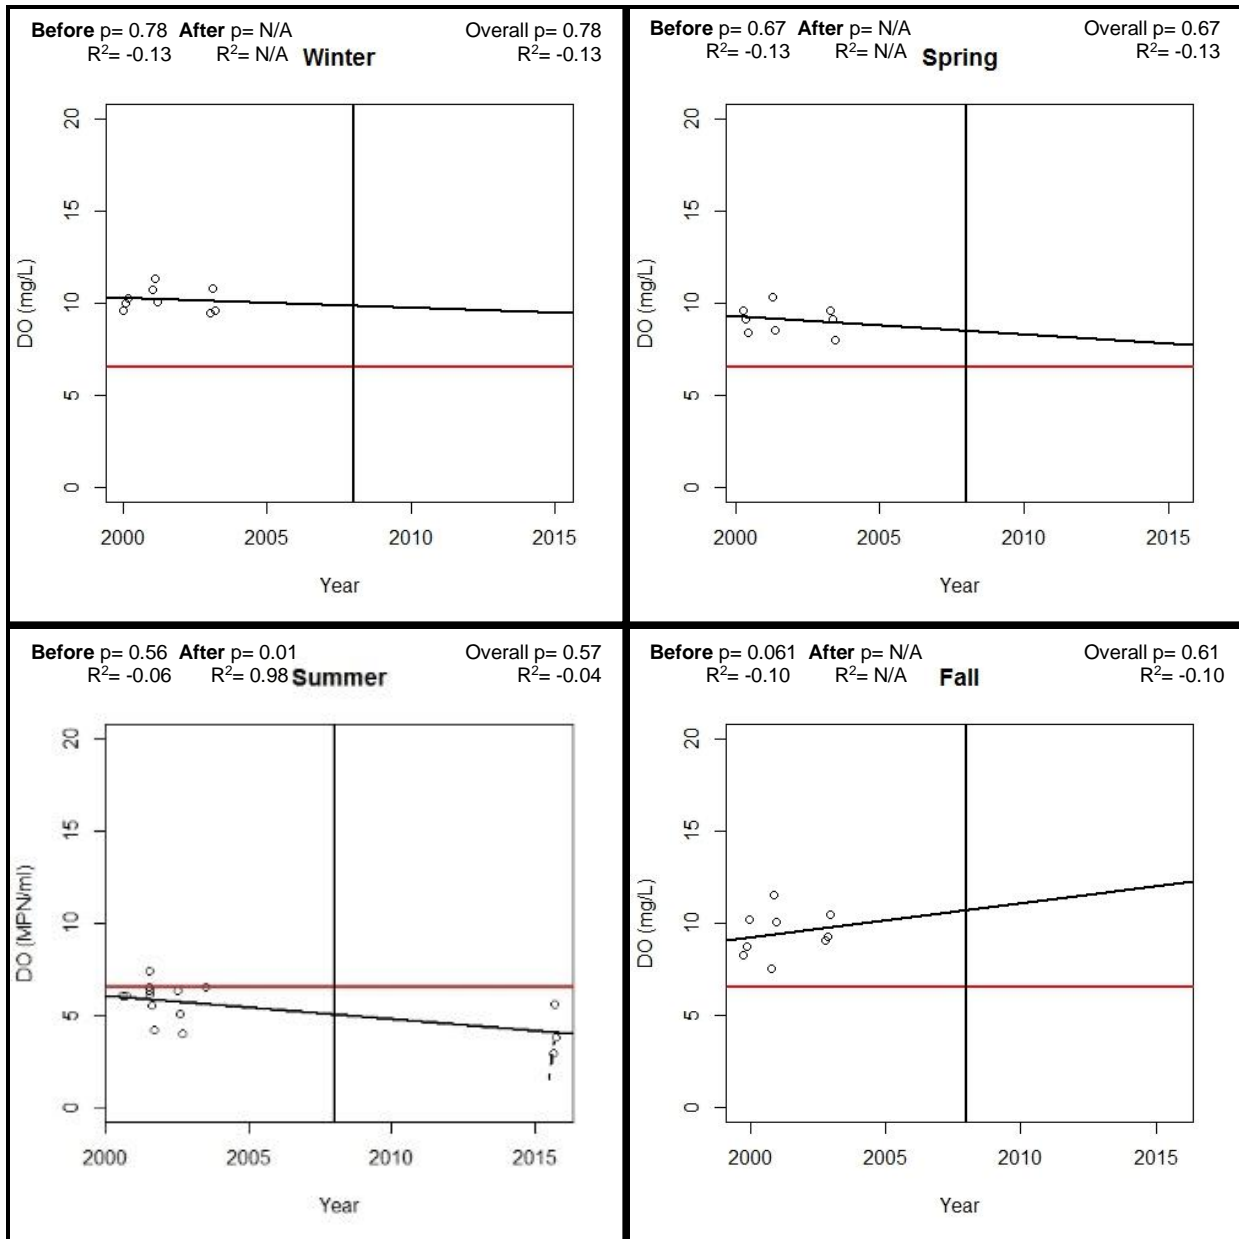 Before p= 0.78 After p= N/A Overall p= 0.78
R²= -0.13 R²= N/A Winter R²= -0.13
20
15
10
5
0
DO (mg/L)
2000 2005 2010 2015
Year
Before p= 0.67 After p= N/A Overall p= 0.67
R²= -0.13 R²= N/A Spring R²= -0.13
20
15
10
5
0
DO (mg/L)
2000 2005 2010 2015
Year
Before p= 0.56 After p= 0.01 Overall p= 0.57
R²= -0.06 R²= 0.98 Summer R²= -0.04
20
15
10
5
0
DO (MPN/ml)
2000 2005 2010 2015
Year
Before p= 0.061 After p= N/A Overall p= 0.61
R²= -0.10 R²= N/A Fall R²= -0.10
20
15
10
5
0
DO (mg/L)
2000 2005 2010 2015
Year